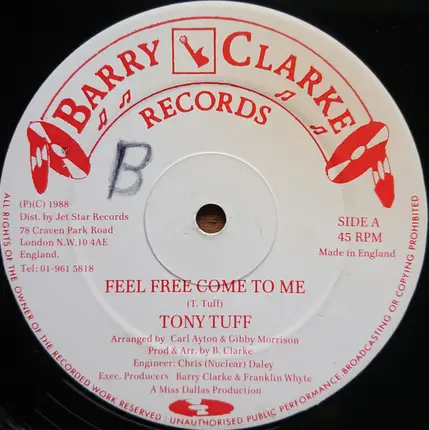 BARRY CLARKE
RECORDS
B
(P)(C) 1988
Dist. by Jet Star Records
78 Craven Park Road
London N.W.10 4AE
England.
Tel: 01-961 5818
SIDE A
45 RPM
Made in England
FEEL FREE COME TO ME
(T. Tuff)
TONY TUFF
Arranged by Carl Ayton & Gibby Morrison
Prod & Arr. by B. Clarke
Engineer: Chris (Nuclear) Daley
Exec. Producers Barry Clarke & Franklin Whyte
A Miss Dallas Production
ALL RIGHTS OF THE OWNER OF THE RECORDED WORK RESERVED : UNAUTHORISED PUBLIC PERFORMANCE, BROADCASTING OR COPYING PROHIBITED